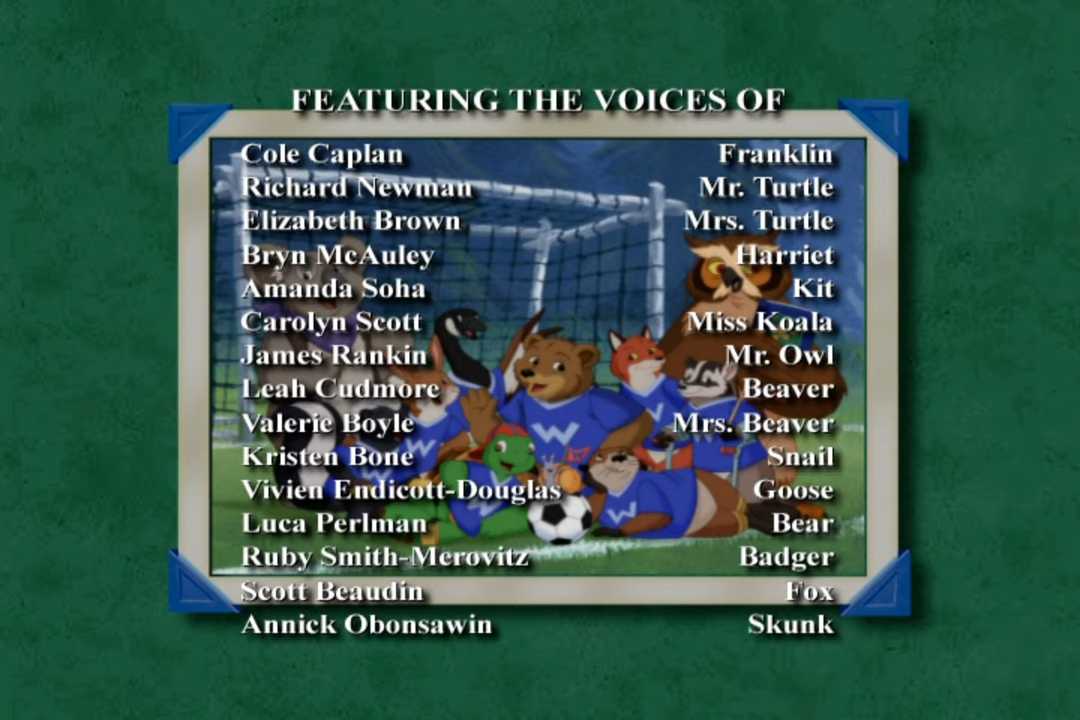 FEATURING THE VOICES OF
Cole Caplan Franklin
Richard Newman Mr. Turtle
Elizabeth Brown Mrs. Turtle
Bryn McAuley Harriet
Amanda Soha Kit
Carolyn Scott Miss Koala
James Rankin Mr. Owl
Leah Cudmore Beaver
Valerie Boyle Mrs. Beaver
Kristen Bone Snail
Vivien Endicott-Douglas Goose
Luca Perlman Bear
Ruby Smith-Merovitz Badger
Scott Beaudin Fox
Annick Obonsawin Skunk
W
W
W
W